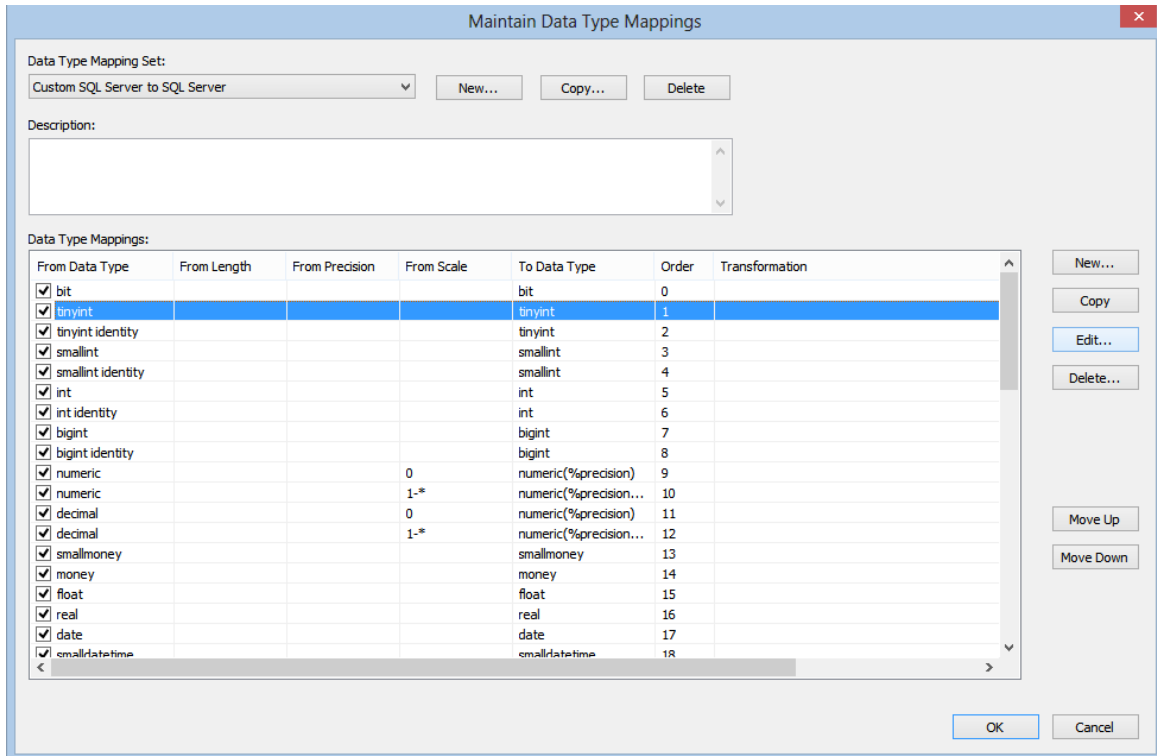 Maintain Data Type Mappings
Data Type Mapping Set:
Custom SQL Server to SQL Server New... Copy... Delete
Description:
Data Type Mappings:
From Data Type From Length From Precision From Scale To Data Type Order Transformation New...
bit bit 0
tinyint tinyint 1 Copy
tinyint identity tinyint 2
smallint smallint 3 Edit...
smallint identity smallint 4
int int 5 Delete...
int identity int 6
bigint bigint 7
bigint identity bigint 8
numeric 0 numeric(%precision) 9
numeric 1-* numeric(%precision... 10
decimal 0 numeric(%precision) 11
decimal 1-* numeric(%precision... 12
Move Up
smallmoney smallmoney 13
money money 14
Move Down
float float 15
real real 16
date date 17
smalldatetime smalldatetime 18
OK Cancel